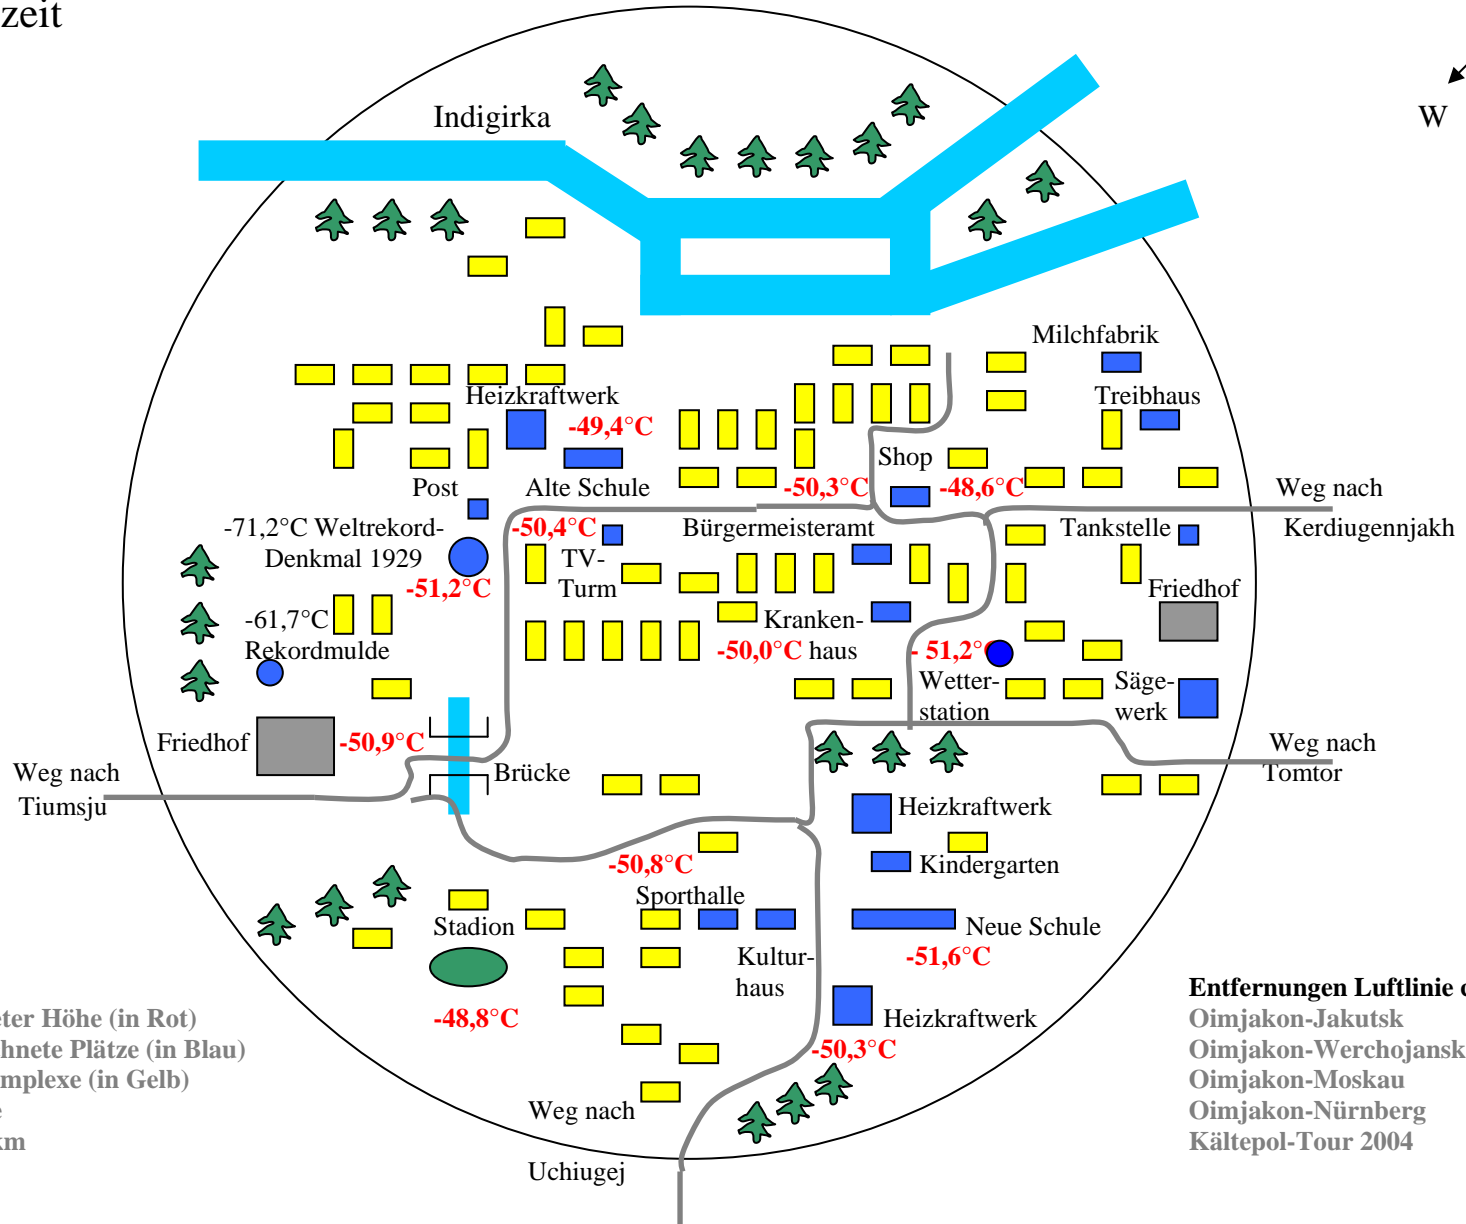 zeit
W
Indigirka
Milchfabrik
Heizkraftwerk
Treibhaus
-49,4°C
Shop
Post
Alte Schule
-50,3°C
-48,6°C
Weg nach
Kerdiugennjakh
-71,2°C Weltrekord-
Denkmal 1929
-50,4°C
Bürgermeisteramt
Tankstelle
TV-
Turm
-51,2°C
Friedhof
-61,7°C
Rekordmulde
Kranken-
haus
-50,0°C
- 51,2°
Wetter-
station
Säge-
werk
Friedhof
-50,9°C
Weg nach
Tiumsju
Brücke
Weg nach
Tomtor
Heizkraftwerk
-50,8°C
Kindergarten
Sporthalle
Stadion
Neue Schule
Kultur-
haus
-51,6°C
-48,8°C
Heizkraftwerk
-50,3°C
Weg nach
Uchiugej
eter Höhe (in Rot)
hnete Plätze (in Blau)
mplexe (in Gelb)
e
km
Entfernungen Luftlinie
Oimjakon-Jakutsk
Oimjakon-Werchojansk
Oimjakon-Moskau
Oimjakon-Nürnberg
Kältepol-Tour 2004